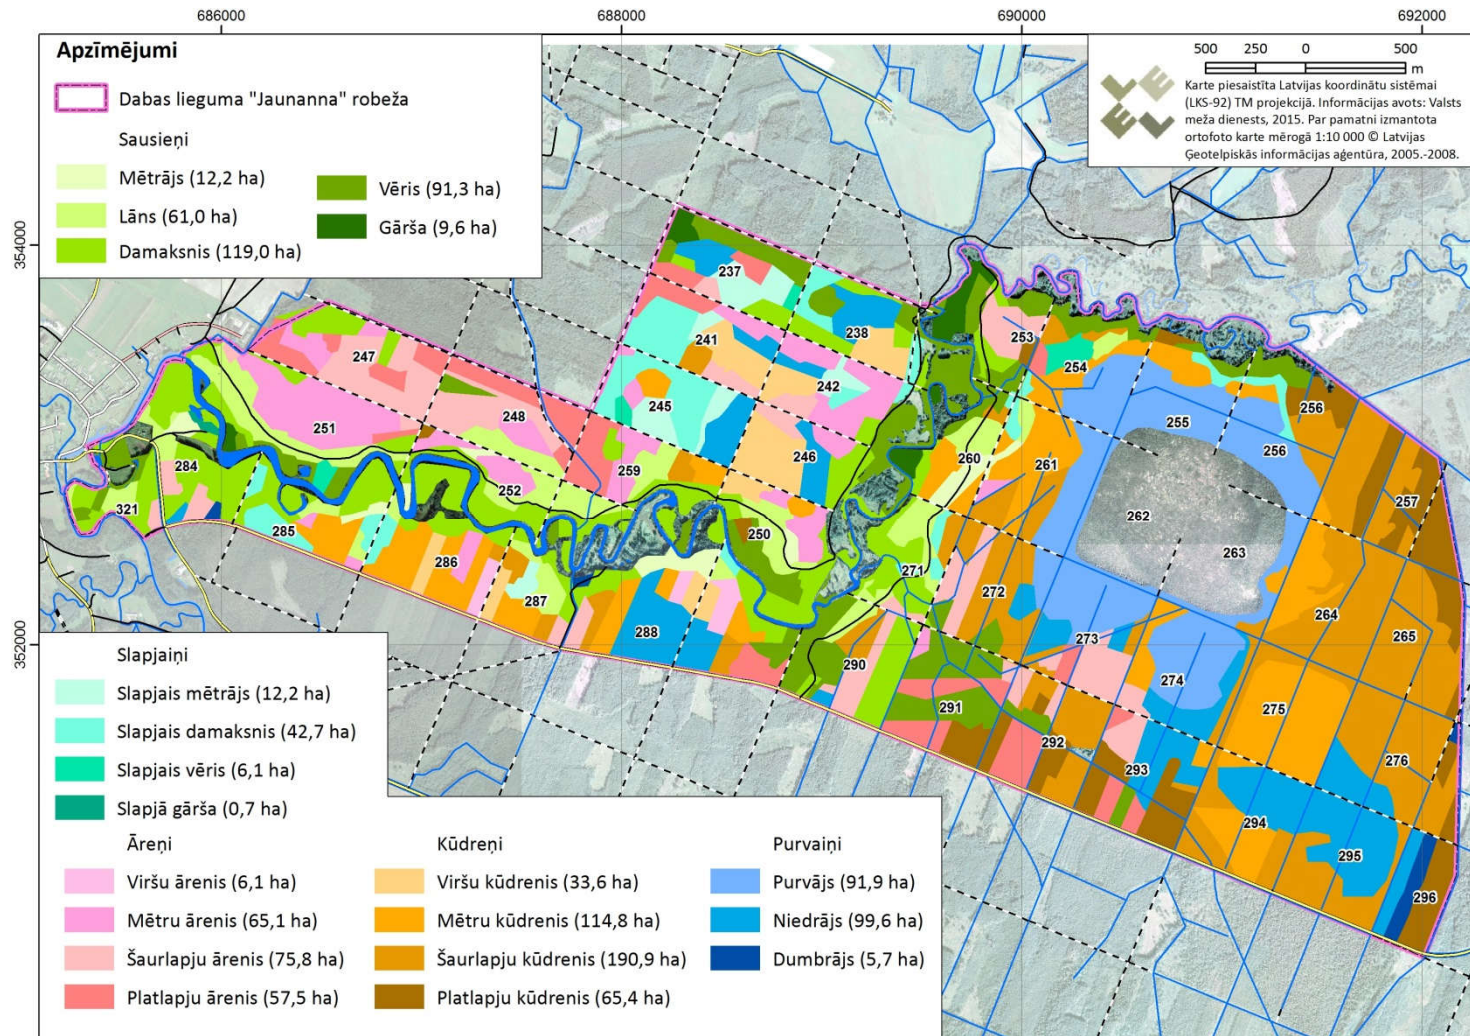 686000
688000
690000
692000
354000
352000
Apzīmējumi
Dabas lieguma "Jaunanna" robeža
Sausieņi
Mētrājs (12,2 ha)
Lāns (61,0 ha)
Damaksnis (119,0 ha)
Vēris (91,3 ha)
Gārša (9,6 ha)
500 250 0 500
m
Karte piesaistīta Latvijas koordinātu sistēmai
(LKS-92) TM projekcijā. Informācijas avots: Valsts
meža dienests, 2015. Par pamatni izmantota
ortofoto karte mērogā 1:10 000 © Latvijas
Ģeotelpiskās informācijas aģentūra, 2005.-2008.
237
238
241
242
253
254
247
245
248
251
255
256
256
284
259
246
260
261
252
257
262
263
321
285
250
286
271
272
287
264
265
288
273
290
274
291
275
292
293
276
294
295
296
Slapjaiņi
Slapjais mētrājs (12,2 ha)
Slapjais damaksnis (42,7 ha)
Slapjais vēris (6,1 ha)
Slapjā gārša (0,7 ha)
Āreņi
Viršu ārenis (6,1 ha)
Mētru ārenis (65,1 ha)
Šaurlapju ārenis (75,8 ha)
Platlapju ārenis (57,5 ha)
Kūdreņi
Viršu kūdrenis (33,6 ha)
Mētru kūdrenis (114,8 ha)
Šaurlapju kūdrenis (190,9 ha)
Platlapju kūdrenis (65,4 ha)
Purvaiņi
Purvājs (91,9 ha)
Niedrājs (99,6 ha)
Dumbrājs (5,7 ha)